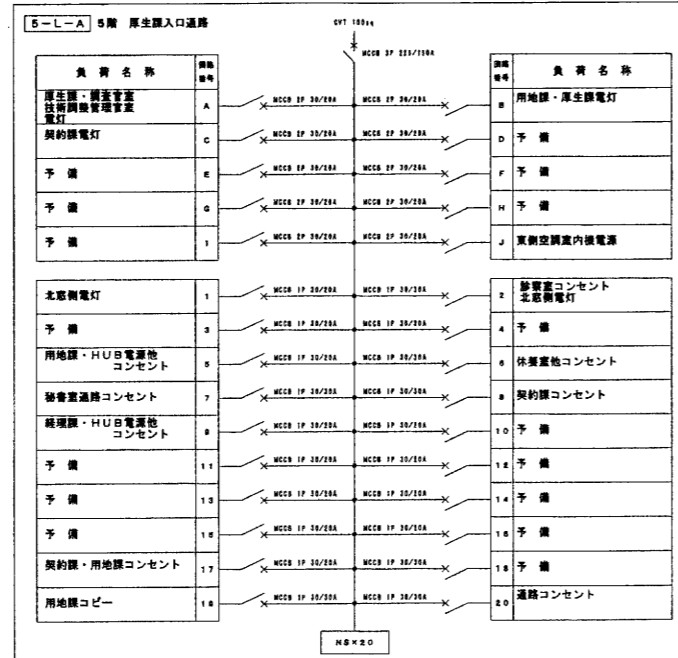 5-L-A 5階 厚生課入口通路
CVT 100sq
MCCB 3P 225/150A
負荷名称 回路番号 回路番号 負荷名称
厚生課・調査官室
技術調整管理官室
電灯
A MCCB 2P 30/20A MCCB 2P 30/20A B 用地課・厚生課電灯
契約課電灯 C MCCB 2P 30/20A MCCB 2P 30/20A D 予備
予備 E MCCB 2P 30/20A MCCB 2P 30/20A F 予備
予備 G MCCB 2P 30/20A MCCB 2P 30/20A H 予備
予備 I MCCB 2P 30/20A MCCB 2P 30/20A J 東側空調室内機電源
北窓側電灯 1 MCCB 1P 30/20A MCCB 1P 30/30A 2 診察室コンセント
北窓側電灯
予備 3 MCCB 1P 30/20A MCCB 1P 30/20A 4 予備
用地課・HUB電源他
コンセント
5 MCCB 1P 30/20A MCCB 1P 30/20A 6 休養室他コンセント
秘書室通路コンセント 7 MCCB 1P 30/30A MCCB 1P 30/30A 8 契約課コンセント
経理課・HUB電源他
コンセント
9 MCCB 1P 30/20A MCCB 1P 30/20A 10 予備
予備 11 MCCB 1P 30/20A MCCB 1P 30/20A 12 予備
予備 13 MCCB 1P 30/20A MCCB 1P 30/20A 14 予備
予備 15 MCCB 1P 30/20A MCCB 1P 30/20A 16 予備
契約課・用地課コンセント 17 MCCB 1P 30/30A MCCB 1P 30/30A 18 予備
用地課コピー MCCB 1P 30/30A MCCB 1P 30/30A 20 通路コンセント
NS×20